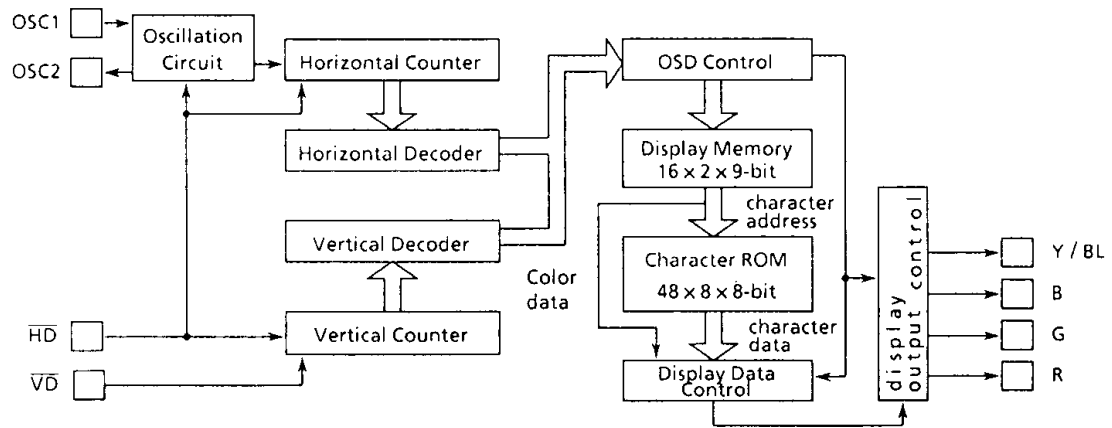 OSC1
OSC2
Oscillation
Circuit
Horizontal Counter
Horizontal Decoder
Vertical Decoder
Vertical Counter
HD
VD
OSD Control
Display Memory
16 × 2 × 9-bit
character
address
Character ROM
48 × 8 × 8-bit
Color
data
character
data
Display Data
Control
display
output control
Y / BL
B
G
R